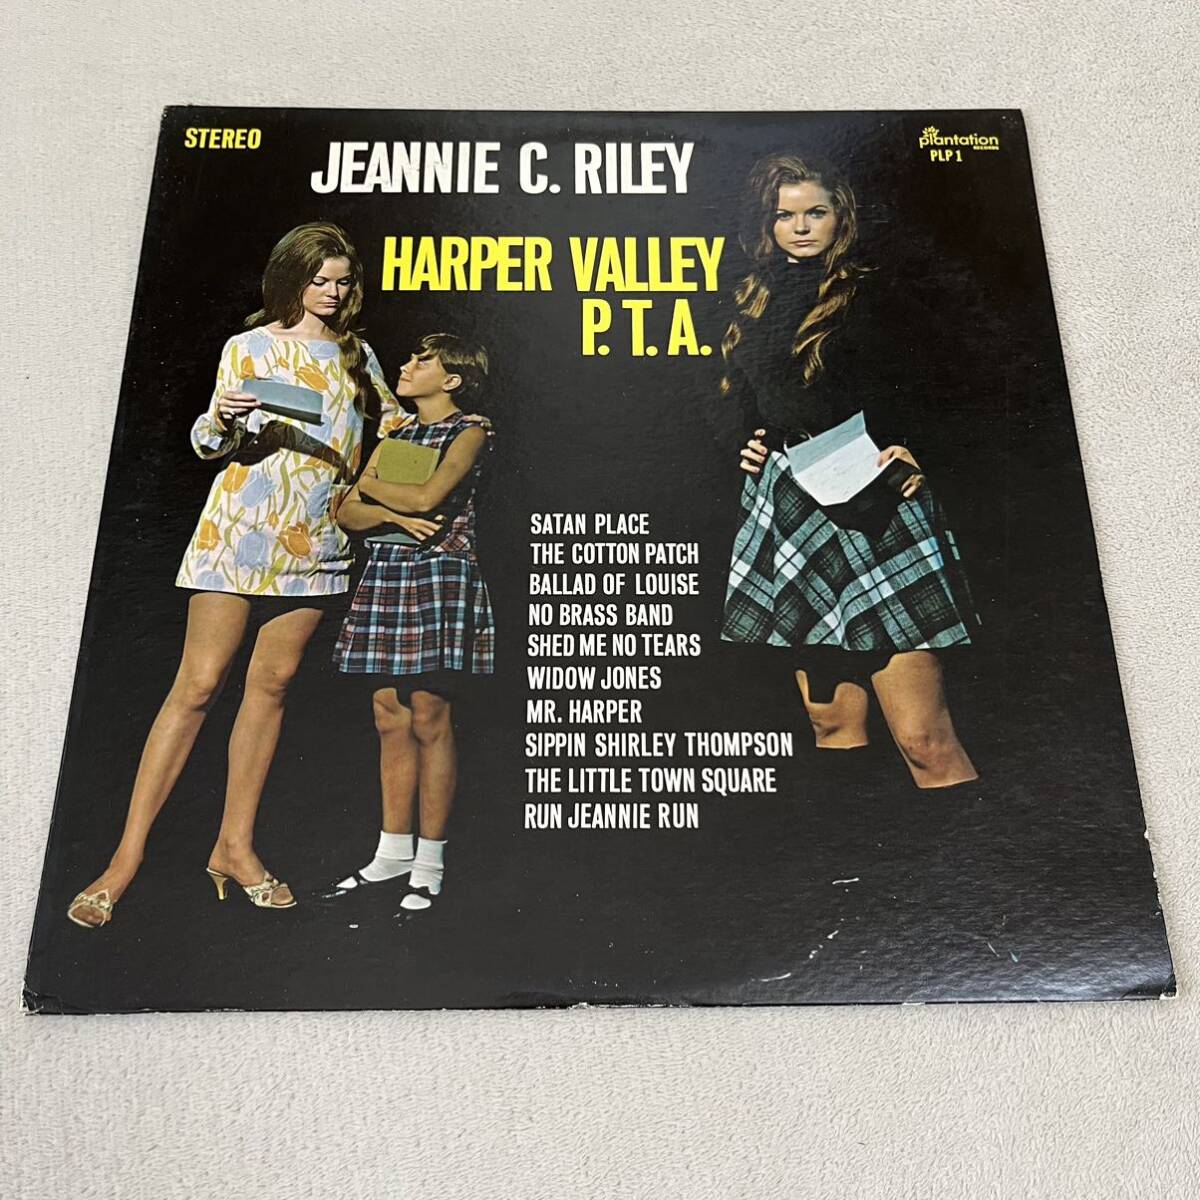 STEREO
JEANNIE C. RILEY
plantation
RECORDS
PLP 1
HARPER VALLEY
P.T.A.
SATAN PLACE
THE COTTON PATCH
BALLAD OF LOUISE
NO BRASS BAND
SHED ME NO TEARS
WIDOW JONES
MR. HARPER
SIPPIN SHIRLEY THOMPSON
THE LITTLE TOWN SQUARE
RUN JEANNIE RUN